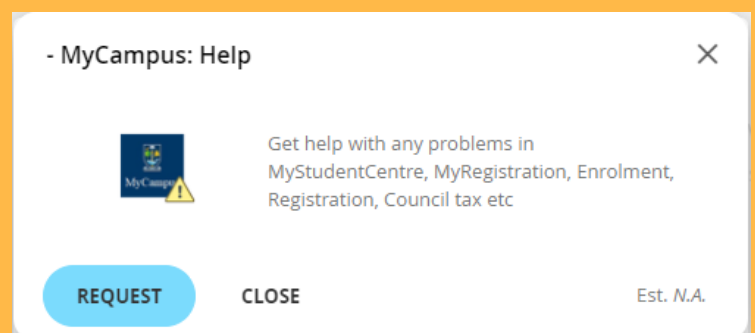 - MyCampus: Help
Get help with any problems in
MyStudentCentre, MyRegistration, Enrolment,
Registration, Council tax etc
MyCampus
REQUEST
CLOSE
Est. N.A.